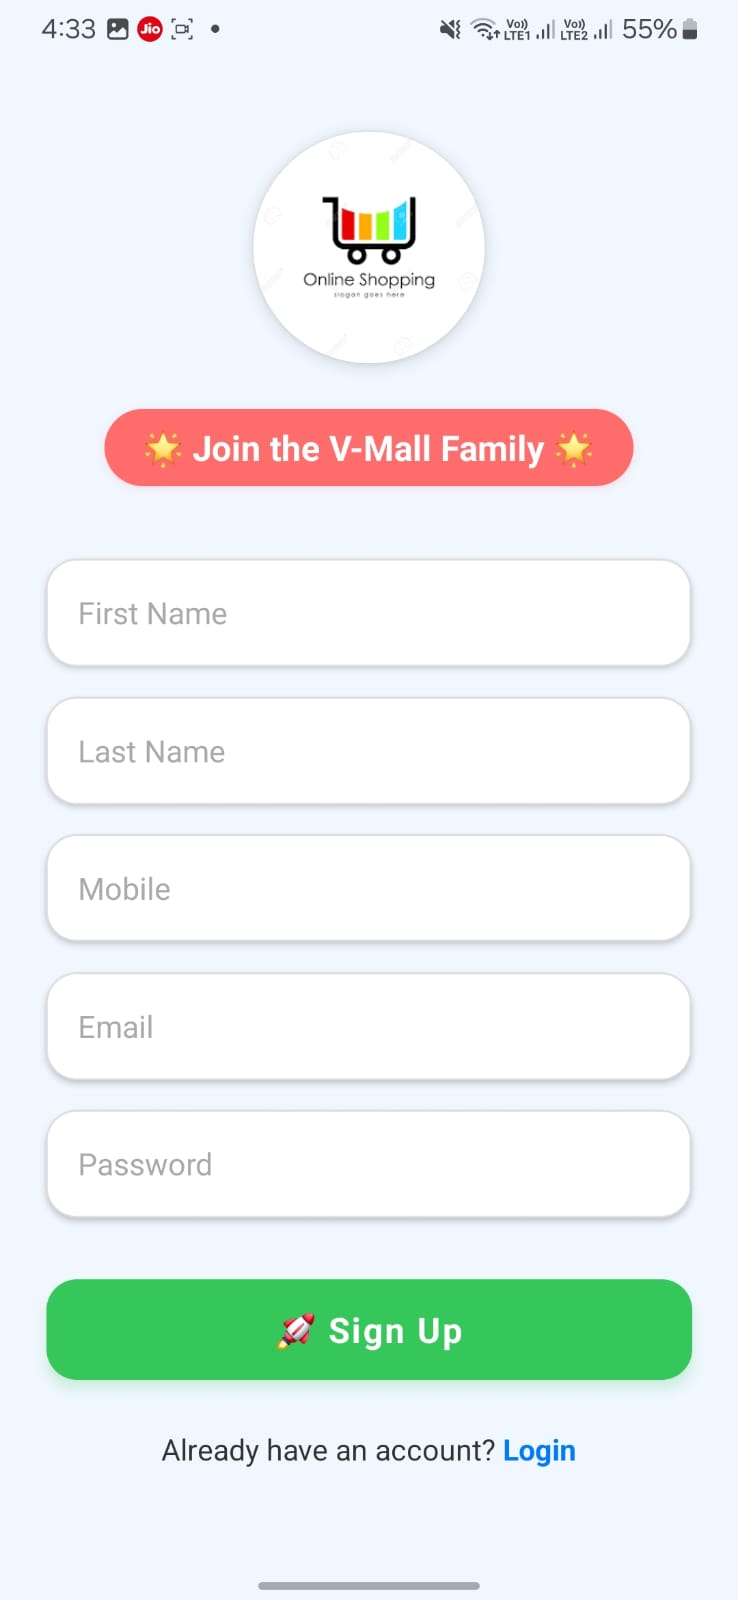 4:33 Jio Vo)) LTE1 Vo)) LTE2 55%
Online Shopping
slogan goes here
🌟 Join the V-Mall Family 🌟
First Name
Last Name
Mobile
Email
Password
🚀 Sign Up
Already have an account? Login